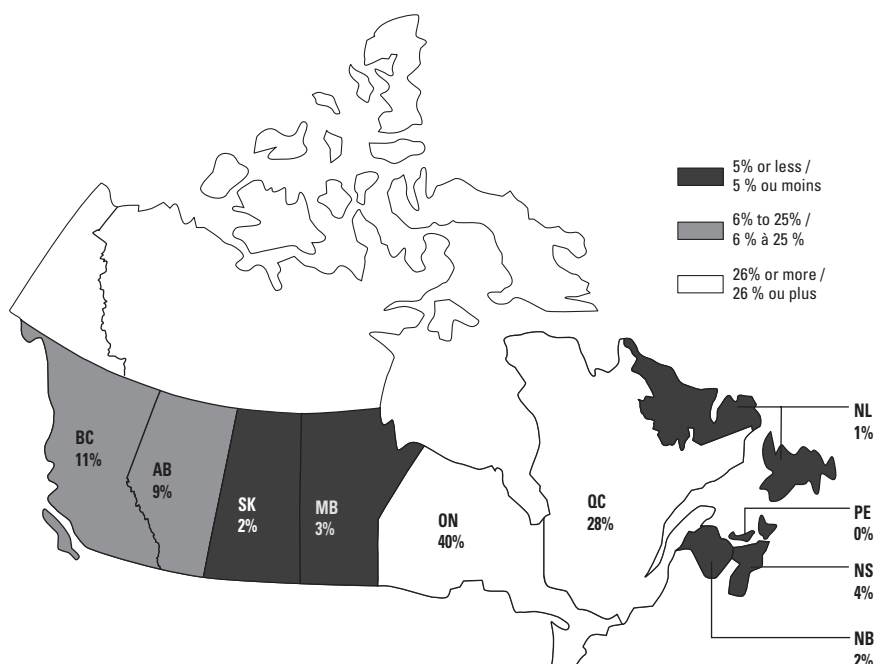 5% or less /
5 % ou moins
6% to 25% /
6 % à 25 %
26% or more /
26 % ou plus
BC
11%
AB
9%
SK
2%
MB
3%
ON
40%
QC
28%
NL
1%
PE
0%
NS
4%
NB
2%